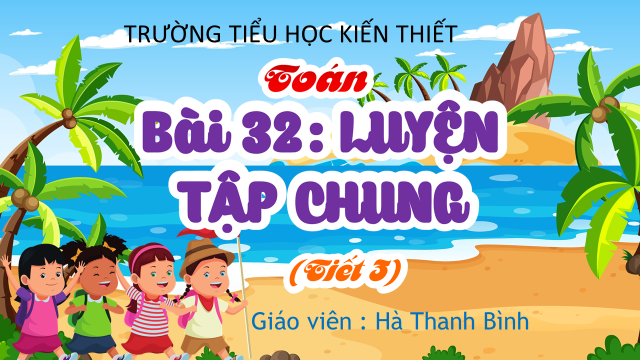 TRƯỜNG TIỂU HỌC KIẾN THIẾT
Toán
Bài 32: LUYỆN
TẬP CHUNG
(Tiết 3)
Giáo viên : Hà Thanh Bình